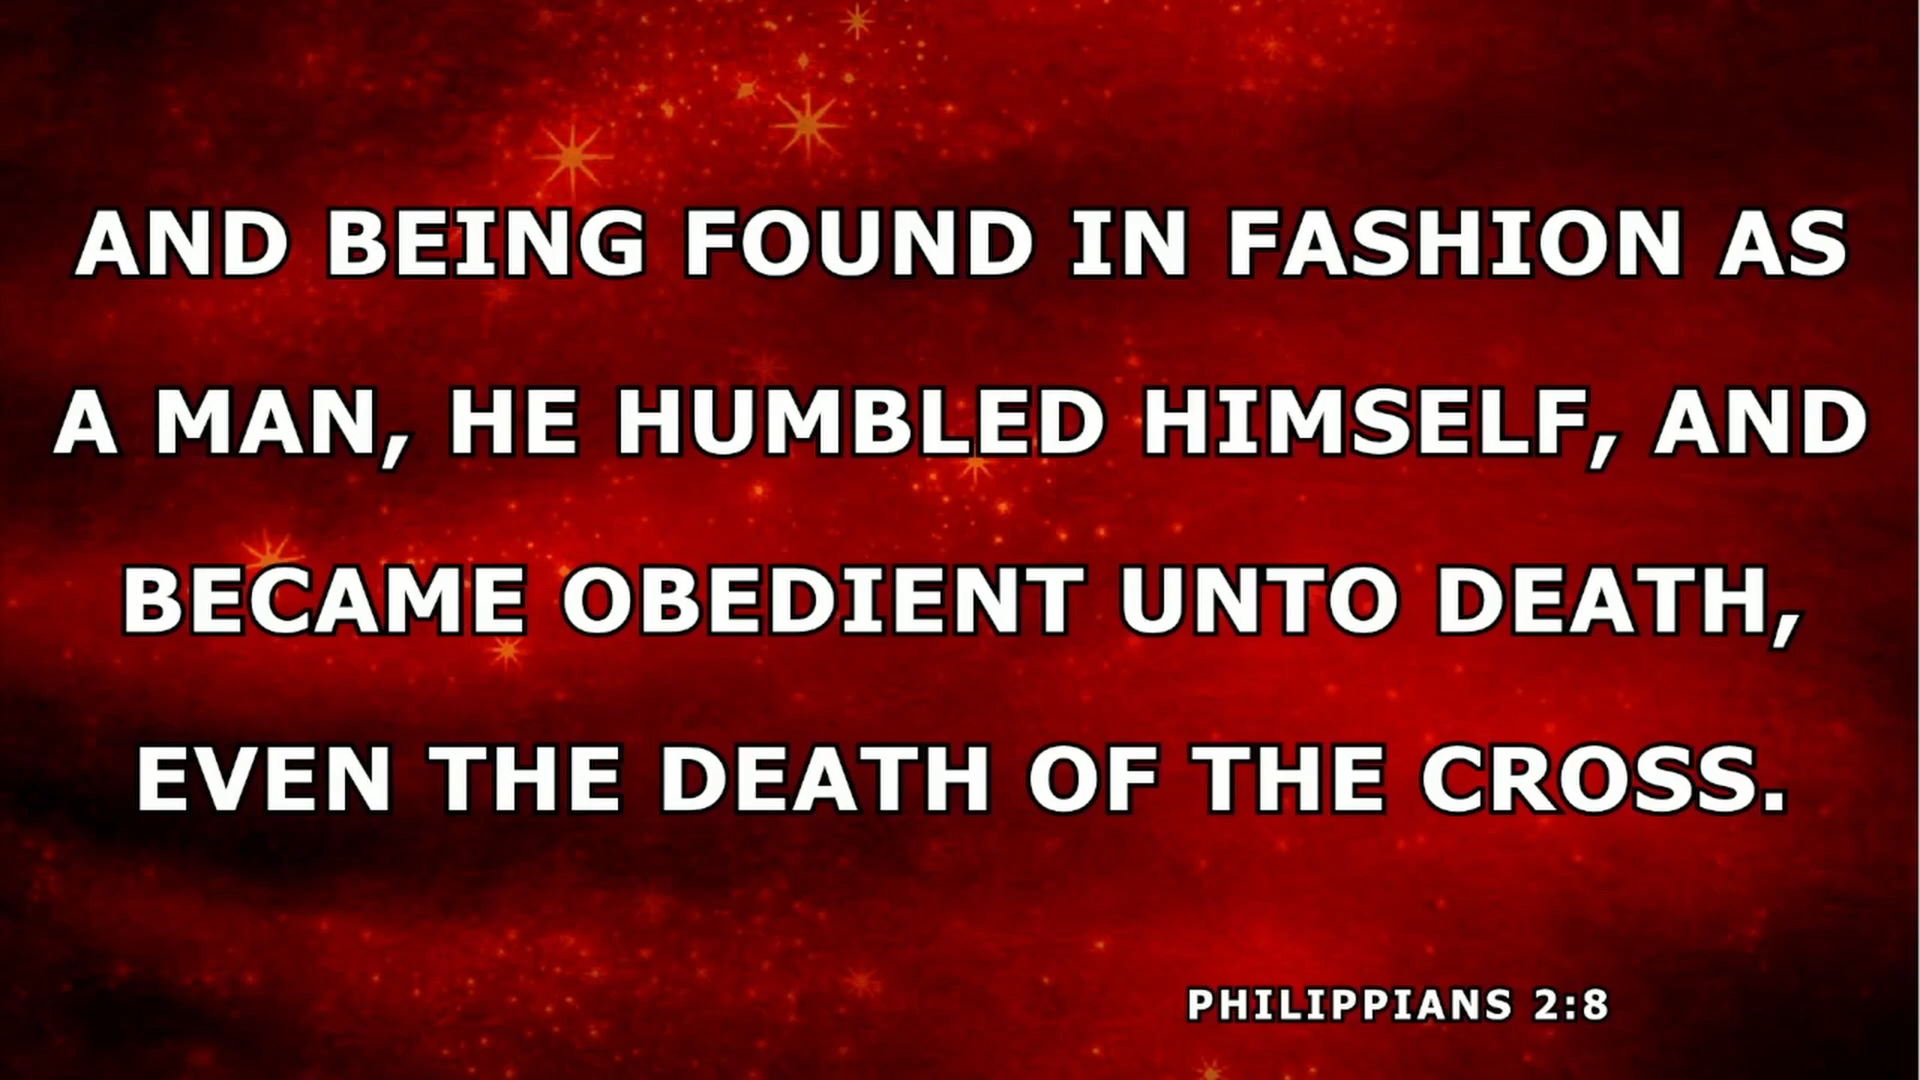 AND BEING FOUND IN FASHION AS
A MAN, HE HUMBLED HIMSELF, AND
BECAME OBEDIENT UNTO DEATH,
EVEN THE DEATH OF THE CROSS.
PHILIPPIANS 2:8